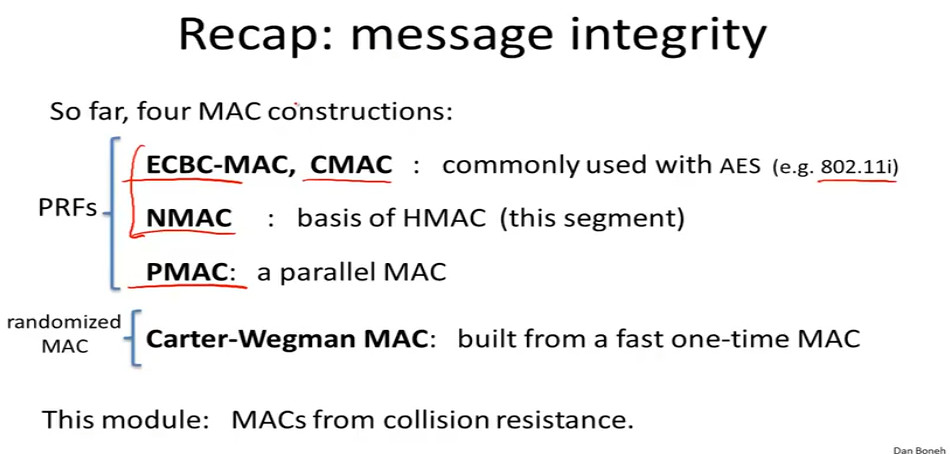 Recap: message integrity
So far, four MAC constructions:
ECBC-MAC, CMAC : commonly used with AES (e.g. 802.11i)
PRFs
NMAC : basis of HMAC (this segment)
PMAC: a parallel MAC
randomized
MAC
Carter-Wegman MAC: built from a fast one-time MAC
This module: MACs from collision resistance.
Dan Boneh